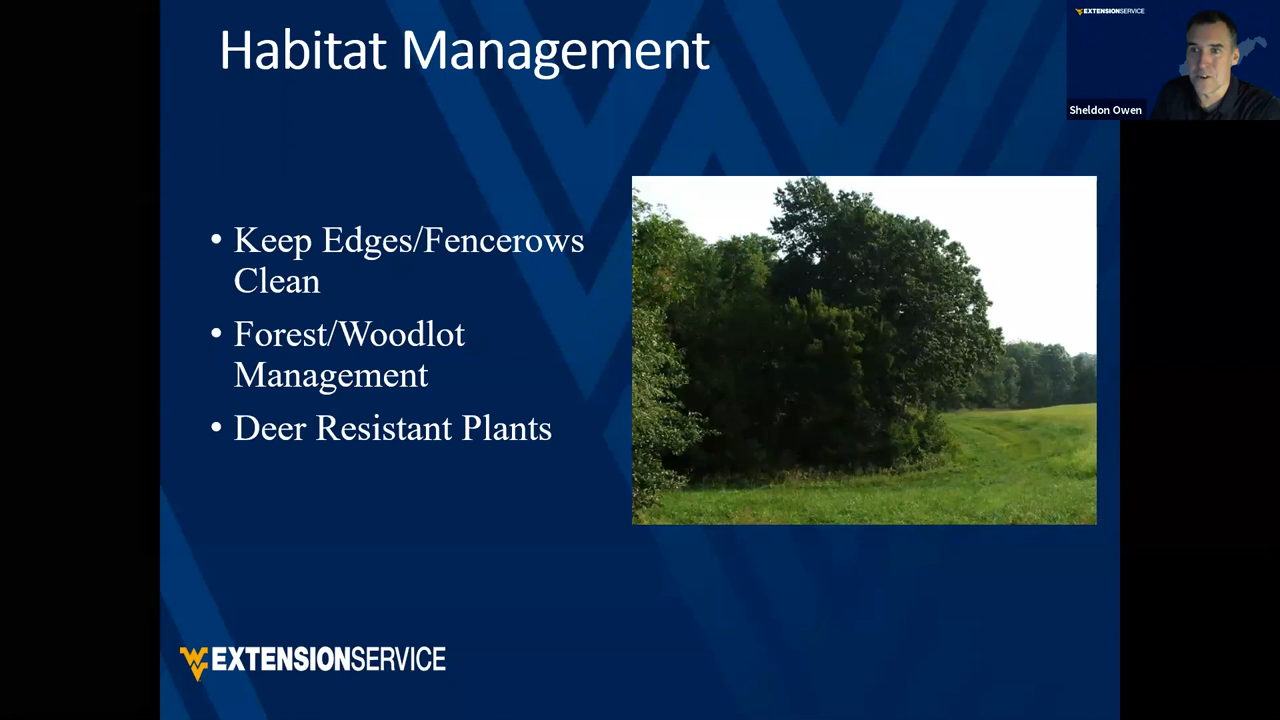 Habitat Management
EXTENSIONSERVICE
Sheldon Owen
• Keep Edges/Fencerows
Clean
• Forest/Woodlot
Management
• Deer Resistant Plants
EXTENSIONSERVICE